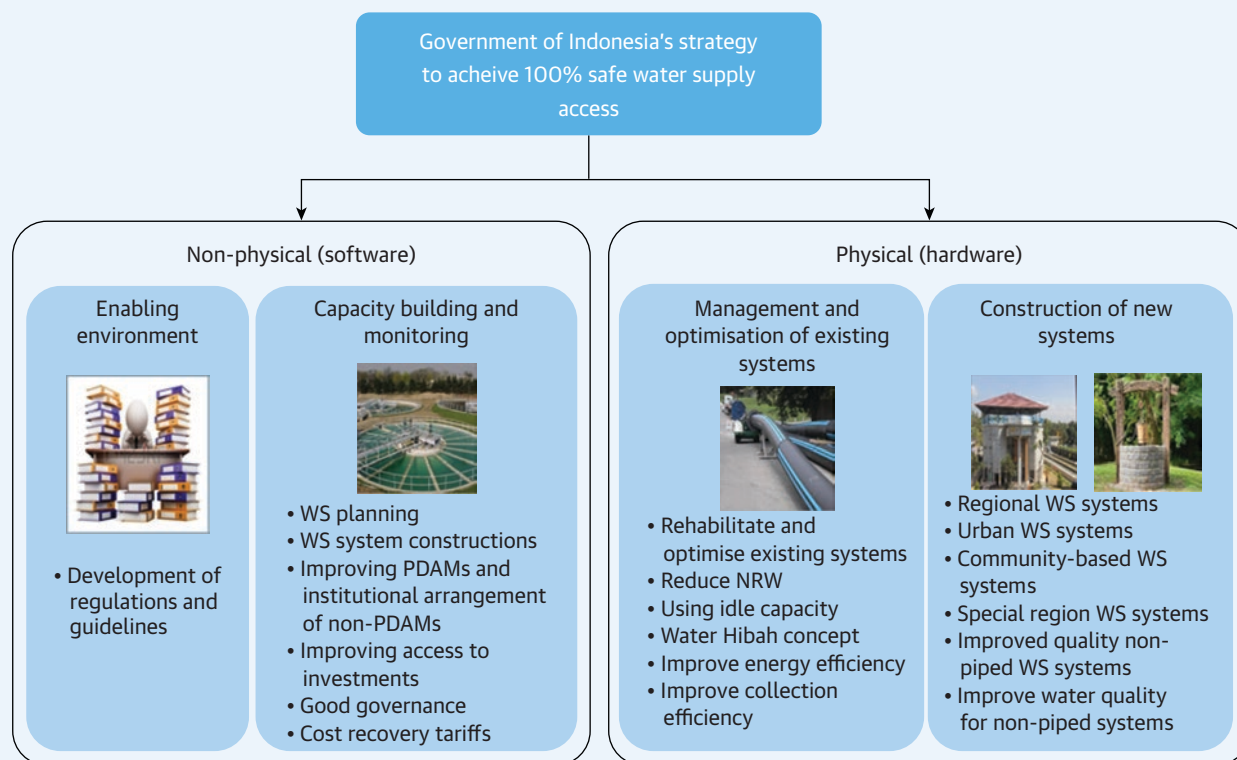 Government of Indonesia's strategy
to acheive 100% safe water supply
access
Non-physical (software)
Enabling
environment
• Development of
regulations and
guidelines
Capacity building and
monitoring
• WS planning
• WS system constructions
• Improving PDAMs and
institutional arrangement
of non-PDAMs
• Improving access to
investments
• Good governance
• Cost recovery tariffs
Physical (hardware)
Management and
optimisation of existing
systems
• Rehabilitate and
optimise existing systems
• Reduce NRW
• Using idle capacity
• Water Hibah concept
• Improve energy efficiency
• Improve collection
efficiency
Construction of new
systems
• Regional WS systems
• Urban WS systems
• Community-based WS
systems
• Special region WS systems
• Improved quality non-
piped WS systems
• Improve water quality
for non-piped systems